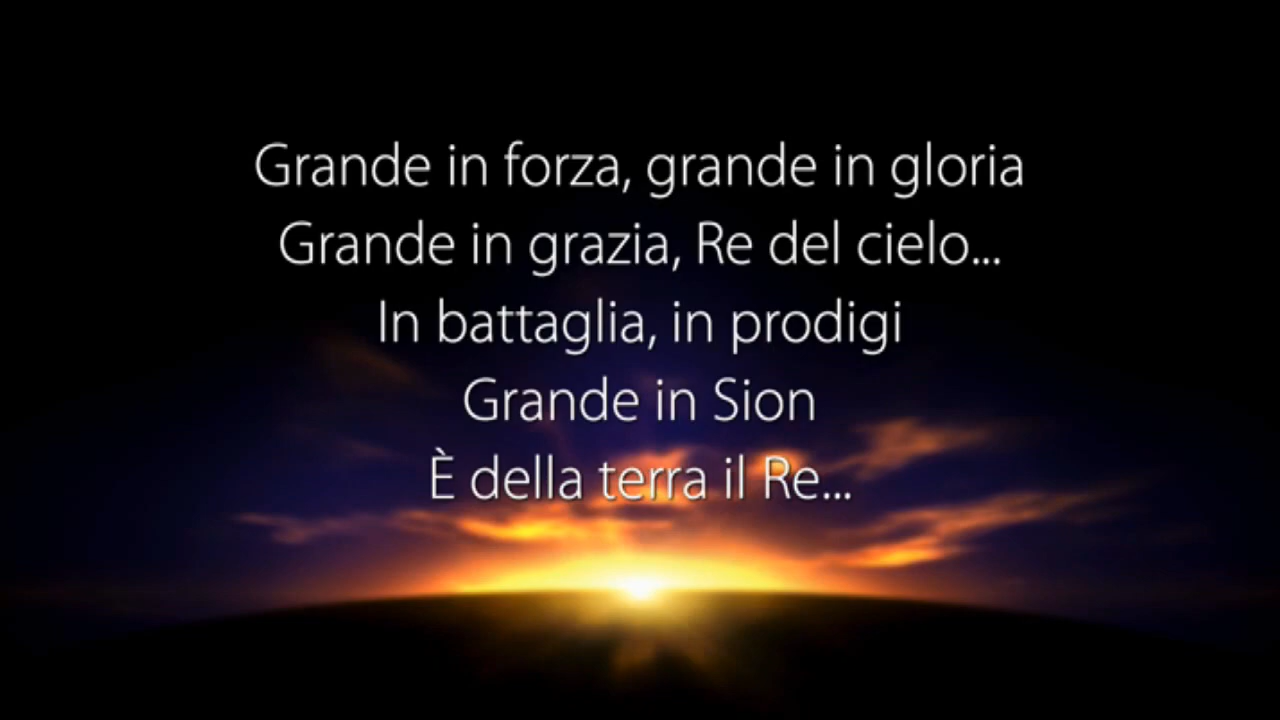 Grande in forza, grande in gloria
Grande in grazia, Re del cielo...
In battaglia, in prodigi
Grande in Sion
È della terra il Re...